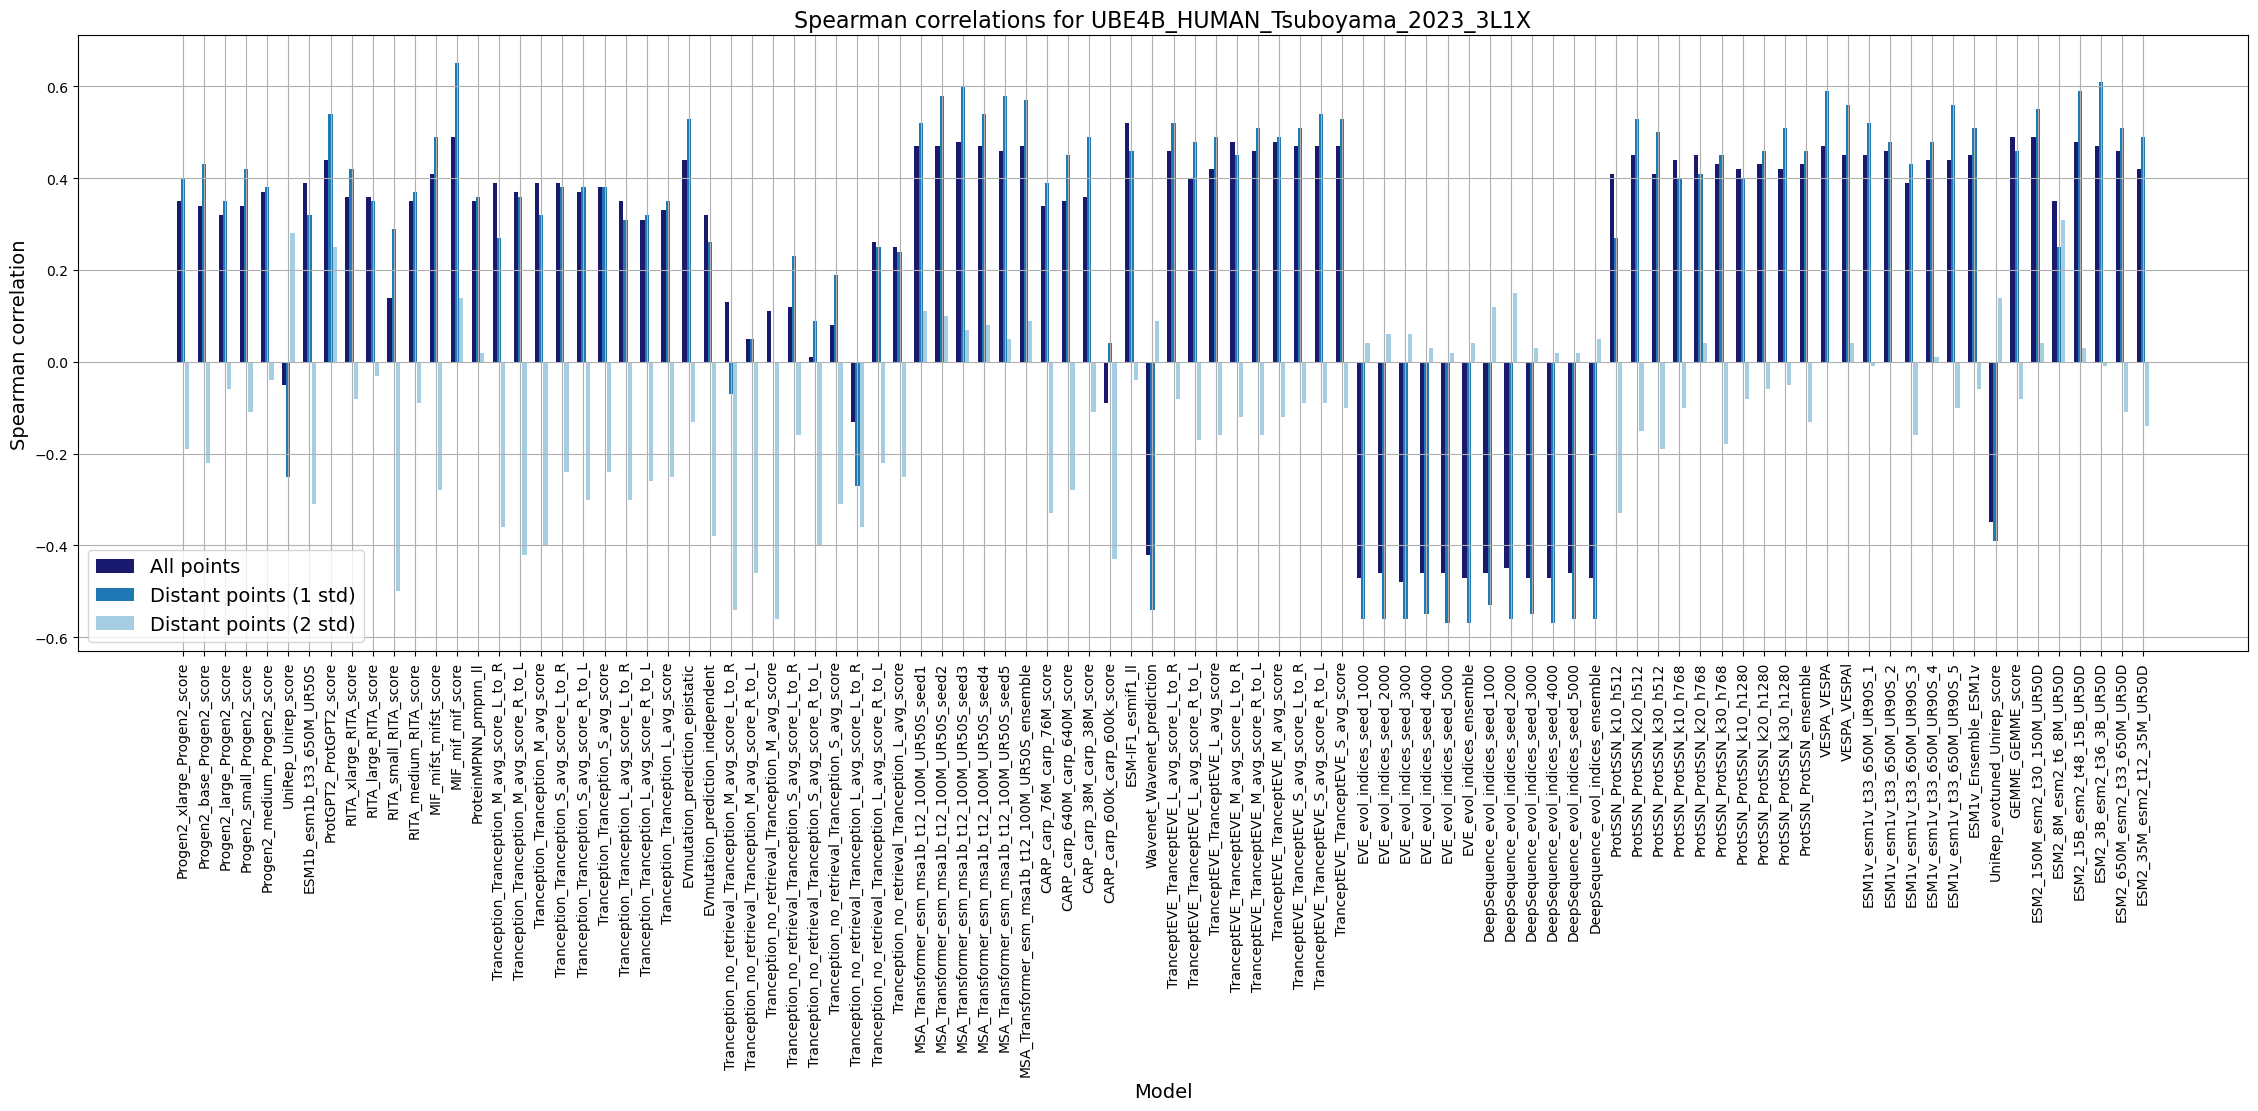 Spearman correlations for UBE4B_HUMAN_Tsuboyama_2023_3L1X
Spearman correlation
0.6
0.4
0.2
0.0
−0.2
−0.4
−0.6
All points
Distant points (1 std)
Distant points (2 std)
Progen2_xlarge_Progen2_score
Progen2_base_Progen2_score
Progen2_large_Progen2_score
Progen2_small_Progen2_score
Progen2_medium_Progen2_score
UniRep_Unirep_score
ESM1b_esm1b_t33_650M_UR50S
ProtGPT2_ProtGPT2_score
RITA_xlarge_RITA_score
RITA_large_RITA_score
RITA_small_RITA_score
RITA_medium_RITA_score
MIF_mifst_mifst_score
MIF_mif_mif_score
ProteinMPNN_pmpnn_ll
Tranception_Tranception_M_avg_score_L_to_R
Tranception_Tranception_M_avg_score_R_to_L
Tranception_Tranception_M_avg_score
Tranception_Tranception_S_avg_score_L_to_R
Tranception_Tranception_S_avg_score_R_to_L
Tranception_Tranception_S_avg_score
Tranception_Tranception_L_avg_score_L_to_R
Tranception_Tranception_L_avg_score_R_to_L
Tranception_Tranception_L_avg_score
EVmutation_prediction_epistatic
EVmutation_prediction_independent
Tranception_no_retrieval_Tranception_M_avg_score_L_to_R
Tranception_no_retrieval_Tranception_M_avg_score_R_to_L
Tranception_no_retrieval_Tranception_M_avg_score
Tranception_no_retrieval_Tranception_S_avg_score_L_to_R
Tranception_no_retrieval_Tranception_S_avg_score_R_to_L
Tranception_no_retrieval_Tranception_S_avg_score
Tranception_no_retrieval_Tranception_L_avg_score_L_to_R
Tranception_no_retrieval_Tranception_L_avg_score_R_to_L
Tranception_no_retrieval_Tranception_L_avg_score
MSA_Transformer_esm_msa1b_t12_100M_UR50S_seed1
MSA_Transformer_esm_msa1b_t12_100M_UR50S_seed2
MSA_Transformer_esm_msa1b_t12_100M_UR50S_seed3
MSA_Transformer_esm_msa1b_t12_100M_UR50S_seed4
MSA_Transformer_esm_msa1b_t12_100M_UR50S_seed5
MSA_Transformer_esm_msa1b_t12_100M_UR50S_ensemble
CARP_carp_76M_carp_76M_score
CARP_carp_640M_carp_640M_score
CARP_carp_38M_carp_38M_score
CARP_carp_600k_carp_600k_score
ESM-IF1_esmif1_ll
Wavenet_Wavenet_prediction
TranceptEVE_TranceptEVE_L_avg_score_L_to_R
TranceptEVE_TranceptEVE_L_avg_score_R_to_L
TranceptEVE_TranceptEVE_L_avg_score
TranceptEVE_TranceptEVE_M_avg_score_L_to_R
TranceptEVE_TranceptEVE_M_avg_score_R_to_L
TranceptEVE_TranceptEVE_M_avg_score
TranceptEVE_TranceptEVE_S_avg_score_L_to_R
TranceptEVE_TranceptEVE_S_avg_score_R_to_L
TranceptEVE_TranceptEVE_S_avg_score
EVE_evol_indices_seed_1000
EVE_evol_indices_seed_2000
EVE_evol_indices_seed_3000
EVE_evol_indices_seed_4000
EVE_evol_indices_seed_5000
EVE_evol_indices_ensemble
DeepSequence_evol_indices_seed_1000
DeepSequence_evol_indices_seed_2000
DeepSequence_evol_indices_seed_3000
DeepSequence_evol_indices_seed_4000
DeepSequence_evol_indices_seed_5000
DeepSequence_evol_indices_ensemble
ProtSSN_ProtSSN_k10_h512
ProtSSN_ProtSSN_k20_h512
ProtSSN_ProtSSN_k30_h512
ProtSSN_ProtSSN_k10_h768
ProtSSN_ProtSSN_k20_h768
ProtSSN_ProtSSN_k30_h768
ProtSSN_ProtSSN_k10_h1280
ProtSSN_ProtSSN_k20_h1280
ProtSSN_ProtSSN_k30_h1280
ProtSSN_ProtSSN_ensemble
VESPA_VESPA
VESPA_VESPAl
ESM1v_esm1v_t33_650M_UR90S_1
ESM1v_esm1v_t33_650M_UR90S_2
ESM1v_esm1v_t33_650M_UR90S_3
ESM1v_esm1v_t33_650M_UR90S_4
ESM1v_esm1v_t33_650M_UR90S_5
ESM1v_Ensemble_ESM1v
UniRep_evotuned_Unirep_score
GEMME_GEMME_score
ESM2_150M_esm2_t30_150M_UR50D
ESM2_8M_esm2_t6_8M_UR50D
ESM2_15B_esm2_t48_15B_UR50D
ESM2_3B_esm2_t36_3B_UR50D
ESM2_650M_esm2_t33_650M_UR50D
ESM2_35M_esm2_t12_35M_UR50D
Model